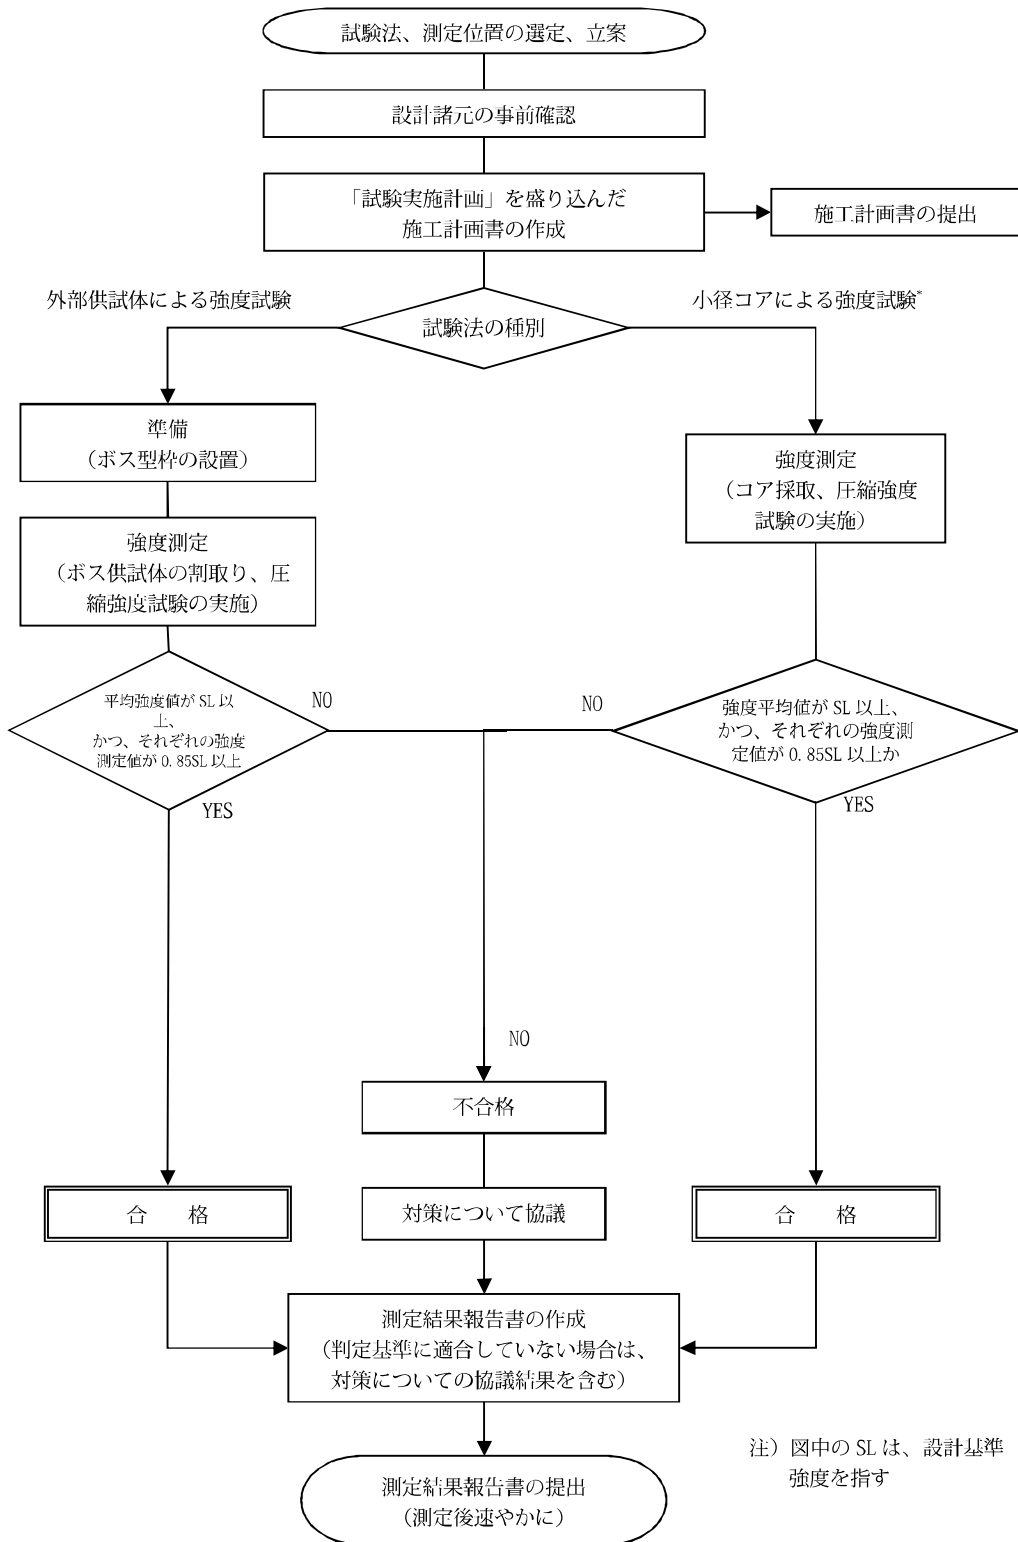 試験法、測定位置の選定、立案
設計諸元の事前確認
「試験実施計画」を盛り込んだ
施工計画書の作成
施工計画書の提出
外部供試体による強度試験
小径コアによる強度試験*
試験法の種別
準備
（ボス型枠の設置）
強度測定
（コア採取、圧縮強度
試験の実施）
強度測定
（ボス供試体の割取り、圧
縮強度試験の実施）
平均強度値が SL 以
上、
かつ、それぞれの強度
測定値が 0.85SL 以上
NO
NO
強度平均値が SL 以上、
かつ、それぞれの強度測
定値が 0.85SL 以上か
YES
YES
NO
不合格
合　　格
対策について協議
合　　格
測定結果報告書の作成
（判定基準に適合していない場合は、
対策についての協議結果を含む）
測定結果報告書の提出
（測定後速やかに）
注）図中の SL は、設計基準
強度を指す